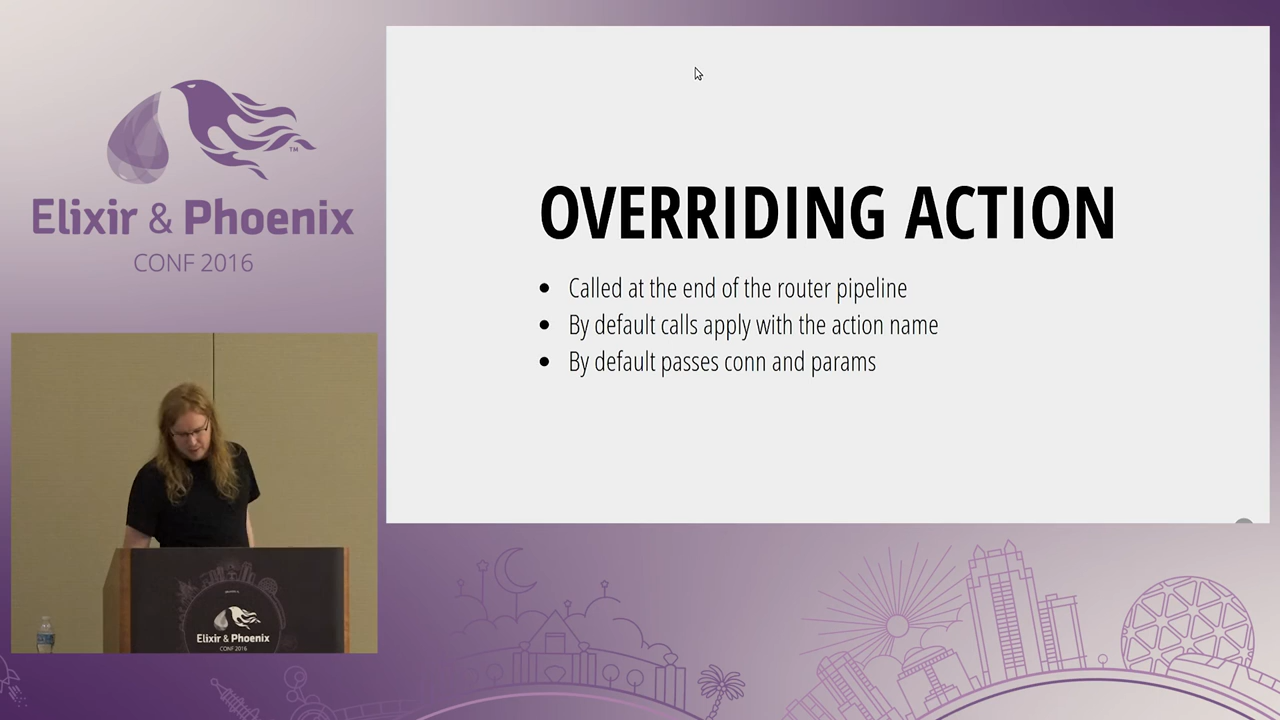 Elixir & Phoenix
TM
CONF 2016
OVERRIDING ACTION
Called at the end of the router pipeline
By default calls apply with the action name
By default passes conn and params
Elixir & Phoenix
CONF 2016